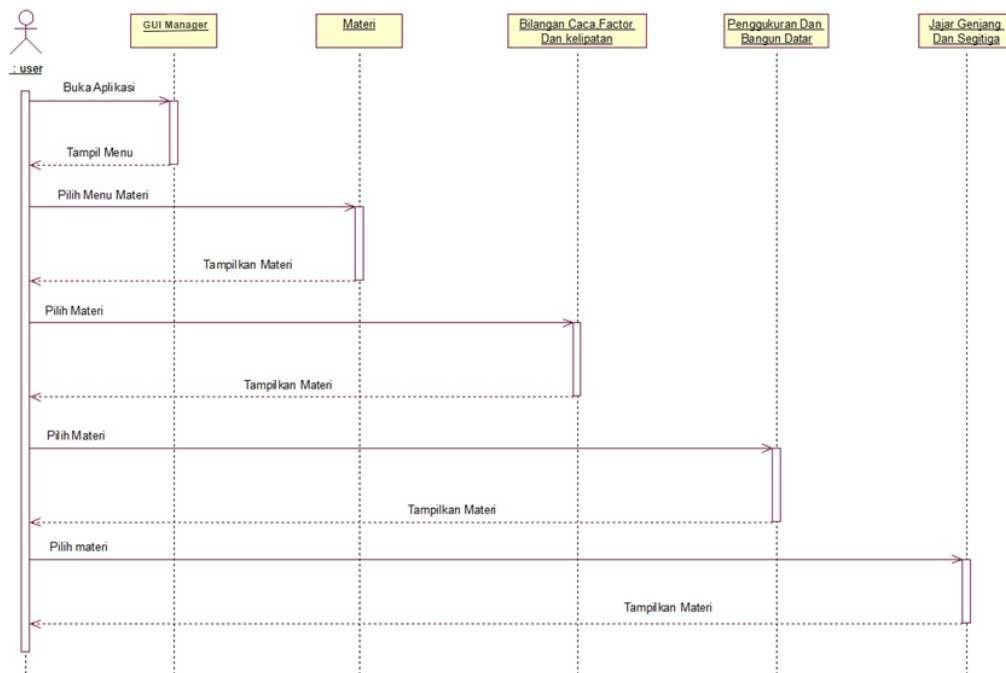 GUI Manager
Materi
Bilangan Caca,Factor
Dan kelipatan
Penggukuran Dan
Bangun Datar
Jajar Genjang
Dan Segitiga
: user
Buka Aplikasi
Tampil Menu
Pilih Menu Materi
Tampilkan Materi
Pilih Materi
Tampilkan Materi
Pilih Materi
Tampilkan Materi
Pilih materi
Tampilkan Materi